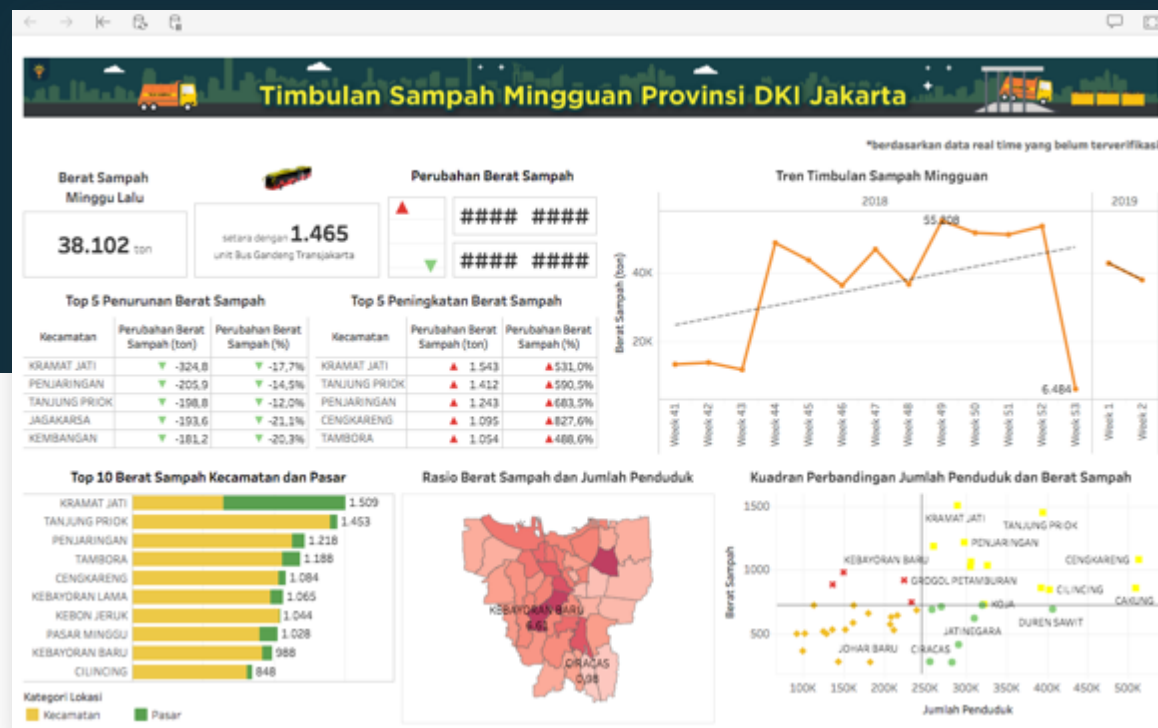 Timbulan Sampah Mingguan Provinsi DKI Jakarta
*berdasarkan data real time yang belum terverifikasi
Berat Sampah
Minggu Lalu
38.102 ton
setara dengan 1.465
unit Bus Gandeng Transjakarta
Perubahan Berat Sampah
▲ #### ####
▼ #### ####
Top 5 Penurunan Berat Sampah
Kecamatan Perubahan Berat Sampah (ton) Perubahan Berat Sampah (%)
KRAMAT JATI ▼ -324,8 ▼ -17,7%
PENJARINGAN ▼ -205,9 ▼ -14,5%
TANJUNG PRIOK ▼ -198,8 ▼ -12,0%
JAGAKARSA ▼ -193,6 ▼ -21,1%
KEMBANGAN ▼ -181,2 ▼ -20,3%
Top 5 Peningkatan Berat Sampah
Kecamatan Perubahan Berat Sampah (ton) Perubahan Berat Sampah (%)
KRAMAT JATI ▲ 1.543 ▲531,0%
TANJUNG PRIOK ▲ 1.412 ▲590,5%
PENJARINGAN ▲ 1.243 ▲683,5%
CENGKARENG ▲ 1.095 ▲827,6%
TAMBORA ▲ 1.054 ▲488,6%
Tren Timbulan Sampah Mingguan
2018 2019
Berat Sampah (ton)
40K
20K
6.484
Week 41
Week 42
Week 43
Week 44
Week 45
Week 46
Week 47
Week 48
Week 49
Week 50
Week 51
Week 52
Week 53
Week 1
Week 2
Top 10 Berat Sampah Kecamatan dan Pasar
KRAMAT JATI 1.509
TANJUNG PRIOK 1.453
PENJARINGAN 1.218
TAMBORA 1.188
CENGKARENG 1.084
KEBAYORAN LAMA 1.065
KEBON JERUK 1.044
PASAR MINGGU 1.028
KEBAYORAN BARU 988
CILINCING 848
Kategori Lokasi
Kecamatan Pasar
Rasio Berat Sampah dan Jumlah Penduduk
KEBAYORAN BARU
6,61
CIRACAS
0,98
Kuadran Perbandingan Jumlah Penduduk dan Berat Sampah
Berat Sampah
1500
1000
500
KRAMAT JATI
TANJUNG PRIOK
PENJARINGAN
KEBAYORAN BARU
CENGKARENG
GROGOL PETAMBURAN
CILINCING
CAKUNG
KOJA
DUREN SAWIT
JATINEGARA
JOHAR BARU
CIRACAS
100K 150K 200K 250K 300K 350K 400K 450K 500K
Jumlah Penduduk